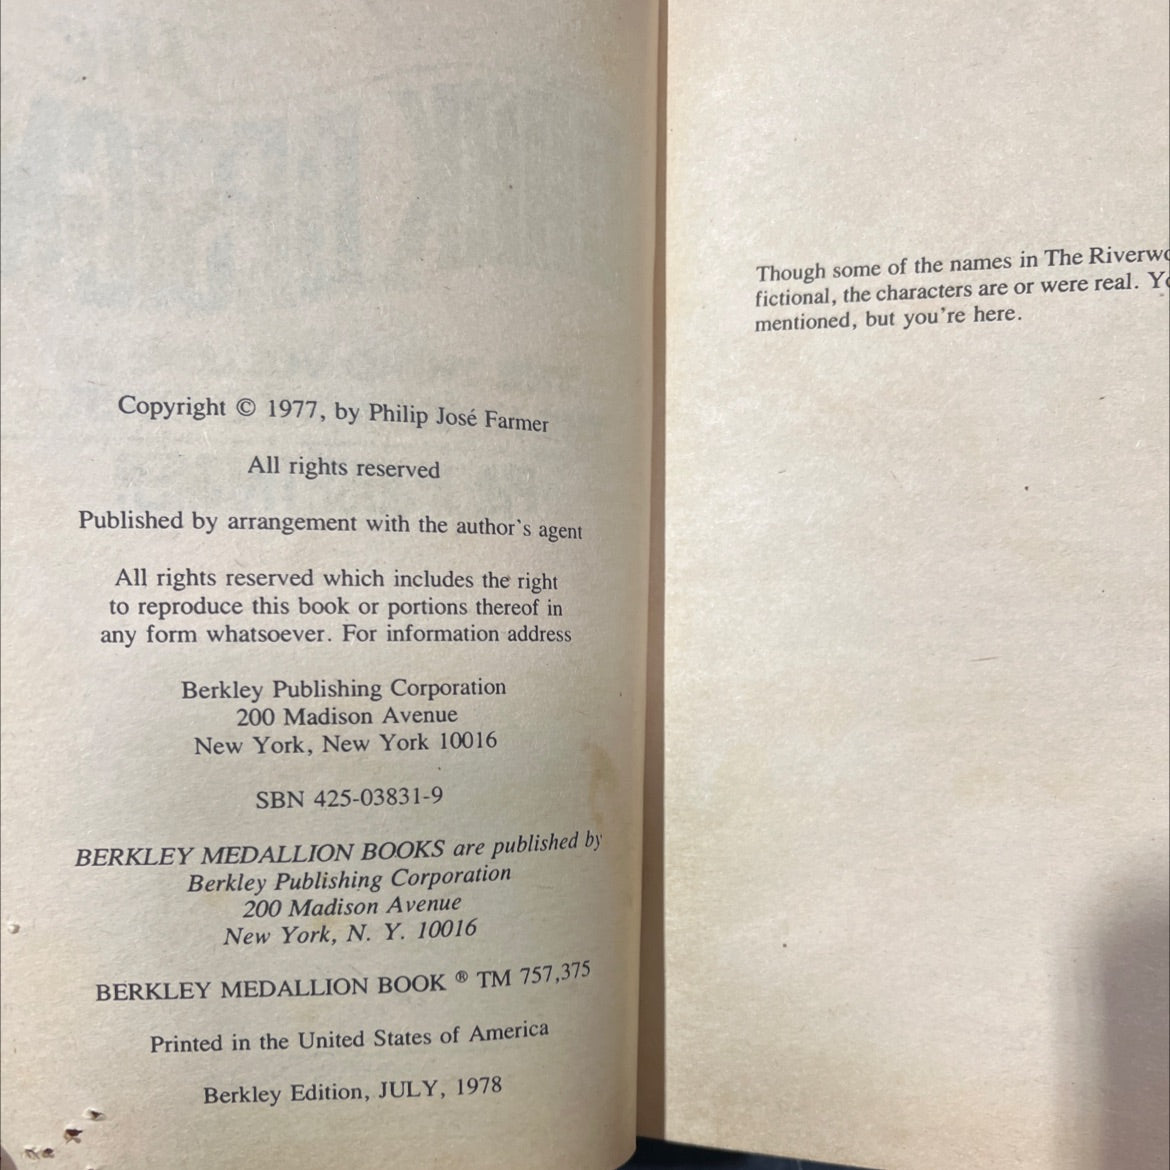 Copyright © 1977, by Philip José Farmer
All rights reserved
Published by arrangement with the author's agent
All rights reserved which includes the right
to reproduce this book or portions thereof in
any form whatsoever. For information address
Berkley Publishing Corporation
200 Madison Avenue
New York, New York 10016
SBN 425-03831-9
BERKLEY MEDALLION BOOKS are published by
Berkley Publishing Corporation
200 Madison Avenue
New York, N. Y. 10016
BERKLEY MEDALLION BOOK ® TM 757,375
Printed in the United States of America
Berkley Edition, JULY, 1978
Though some of the names in The
fictional, the characters are or were real.
mentioned, but you're here.